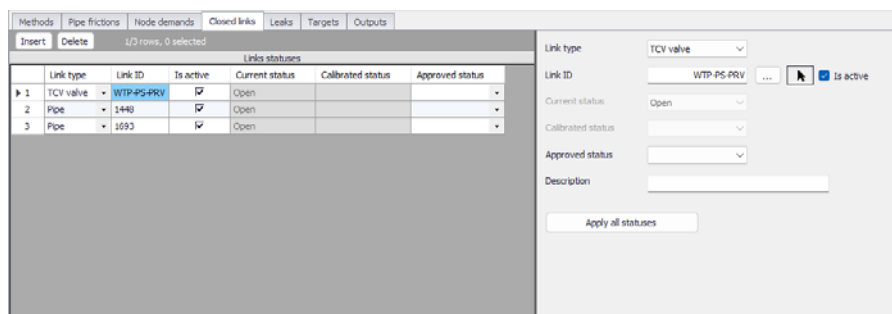 Methods Pipe frictions Node demands Closed links Leaks Targets Outputs
Insert Delete 1/3 rows, 0 selected
Links statuses
Link type Link ID Is active Current status Calibrated status Approved status
1 TCV valve WTP-PS-PRV Open
2 Pipe 1448 Open
3 Pipe 1693 Open
Link type TCV valve
Link ID WTP-PS-PRV ... Is active
Current status Open
Calibrated status
Approved status
Description
Apply all statuses